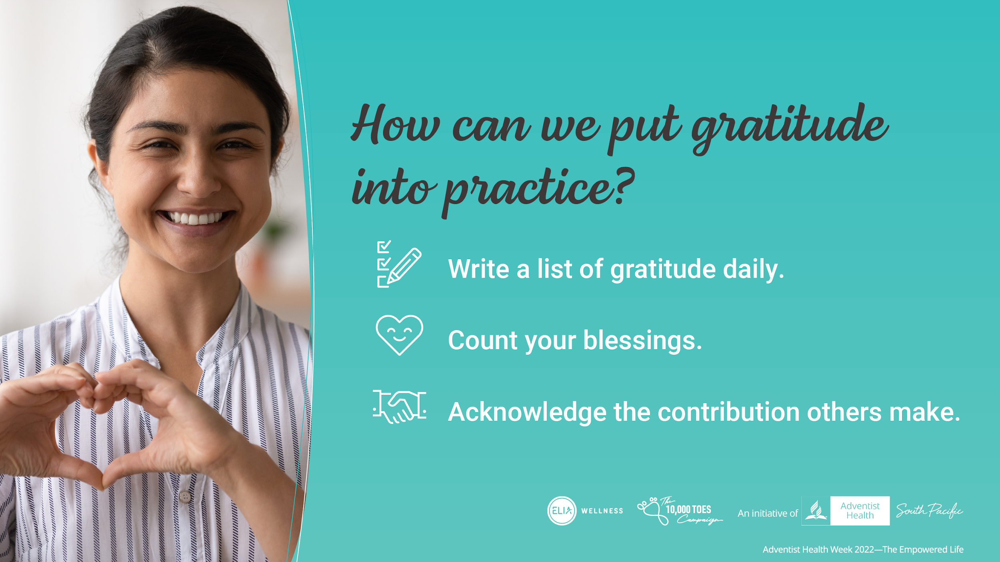 How can we put gratitude
into practice?
Write a list of gratitude daily.
Count your blessings.
Acknowledge the contribution others make.
ELIA WELLNESS
The
10,000 TOES
Campaign
An initiative of
Adventist
Health
South Pacific
Adventist Health Week 2022—The Empowered Life